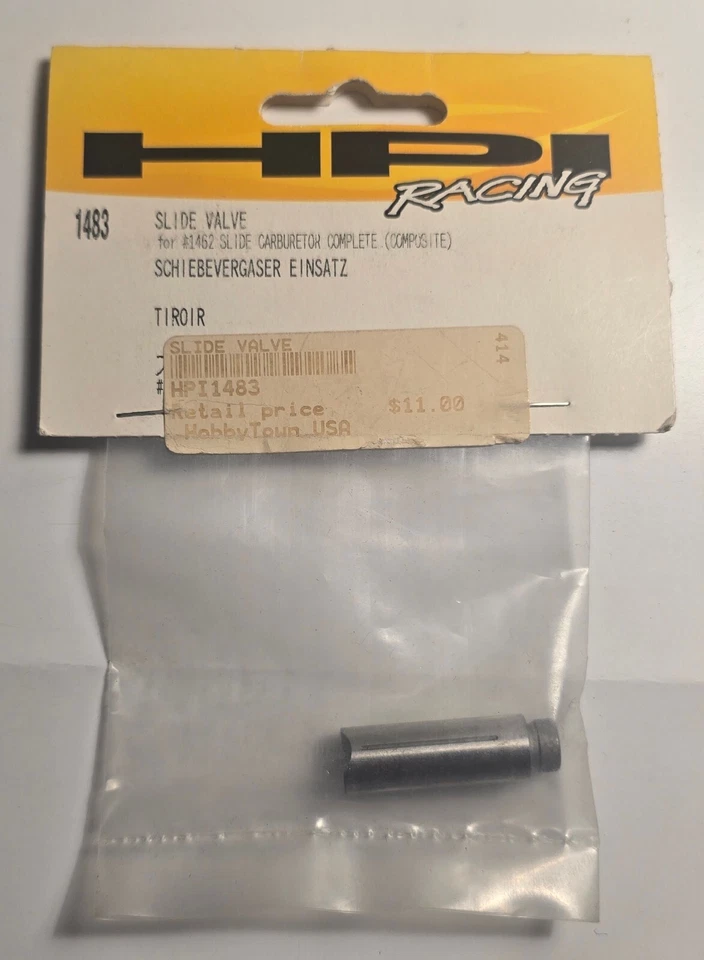 HPI
RACING
1483
SLIDE VALVE
for #1462 SLIDE CARBURETOR COMPLETE (COMPOSITE)
SCHIEBEVERGASER EINSATZ
TIROIR
#
SLIDE VALVE
414
HPI1483
Retail price $11.00
HobbyTown USA